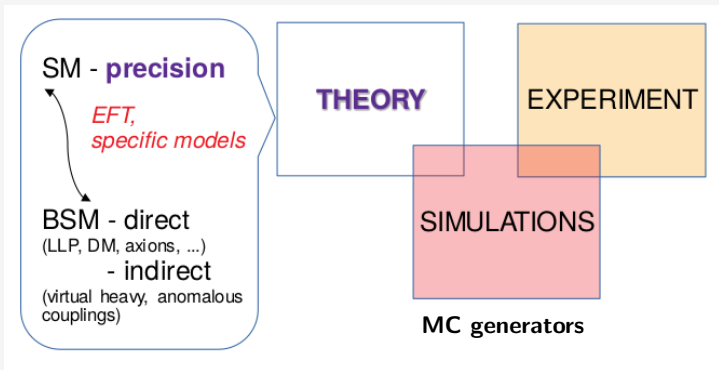 SM - precision
EFT,
specific models
BSM - direct
(LLP, DM, axions, ...)
- indirect
(virtual heavy, anomalous
couplings)
THEORY
EXPERIMENT
SIMULATIONS
MC generators